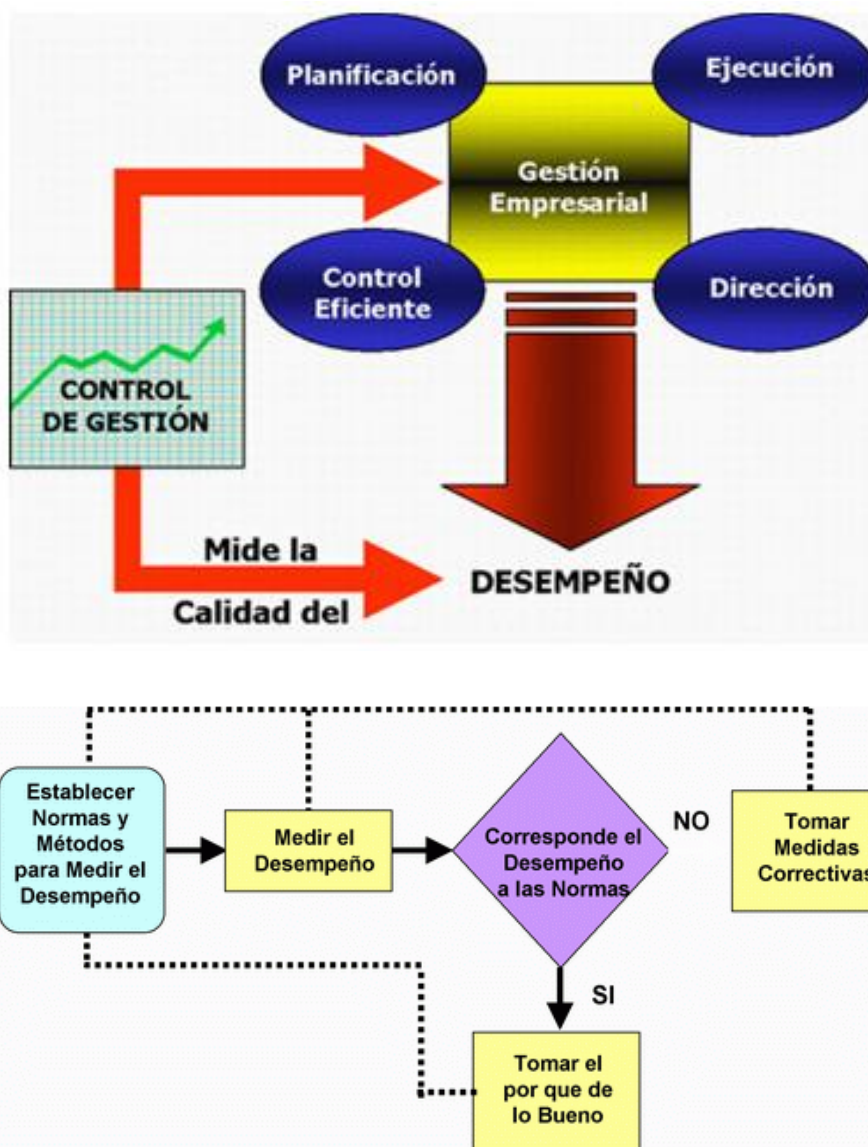 Planificación
Ejecución
Gestión
Empresarial
Control
Eficiente
Dirección
CONTROL
DE GESTIÓN
Mide la
Calidad del
DESEMPEÑO
Establecer
Normas y
Métodos
para Medir el
Desempeño
Medir el
Desempeño
Corresponde el
Desempeño
a las Normas
NO
Tomar
Medidas
Correctivas
SI
Tomar el
por que de
lo Bueno